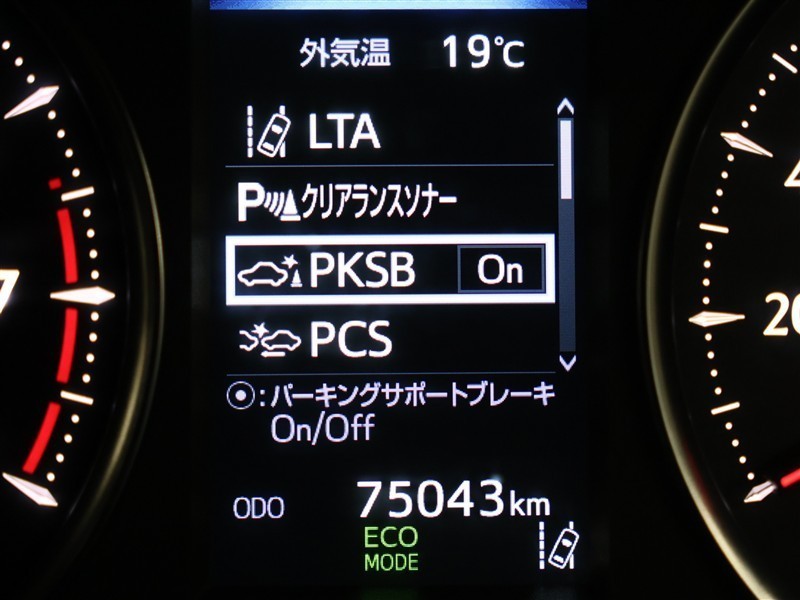 外気温 19℃
LTA
P クリアランスソナー
PKSB On
PCS
:パーキングサポートブレーキ
On/Off
ODO 75043km
ECO
MODE